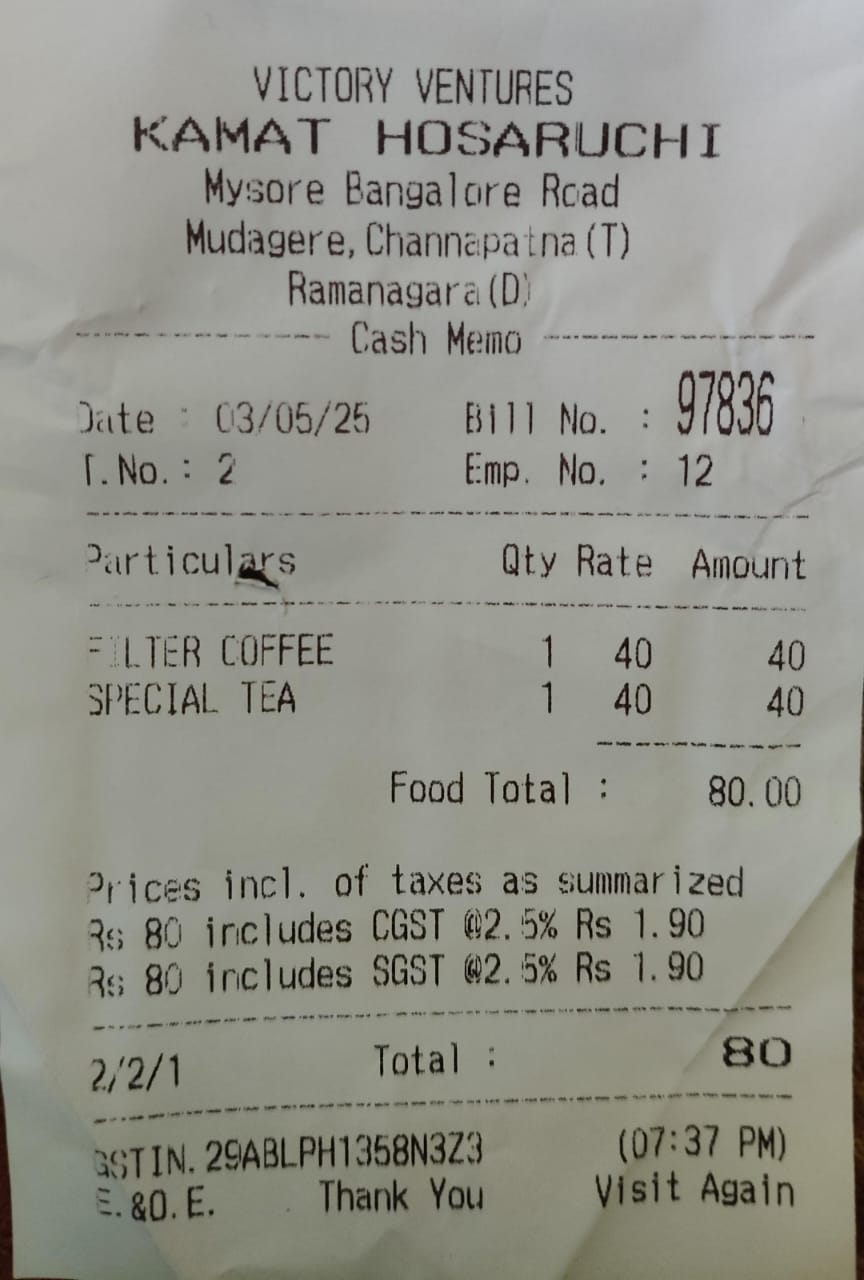 VICTORY VENTURES
KAMAT HOSARUCHI
Mysore Bangalore Road
Mudagere, Channapatna (T)
Ramanagara (D)
Cash Memo
Date : 03/05/25 Bill No. : 97836
T.No. : 2 Emp. No. : 12
Particulars Qty Rate Amount
FILTER COFFEE 1 40 40
SPECIAL TEA 1 40 40
Food Total : 80.00
Prices incl. of taxes as summarized
Rs 80 includes CGST @2.5% Rs 1.90
Rs 80 includes SGST @2.5% Rs 1.90
2/2/1 Total : 80
GSTIN. 29ABLPH1358N3Z3 (07:37 PM)
E.&O.E. Thank You Visit Again